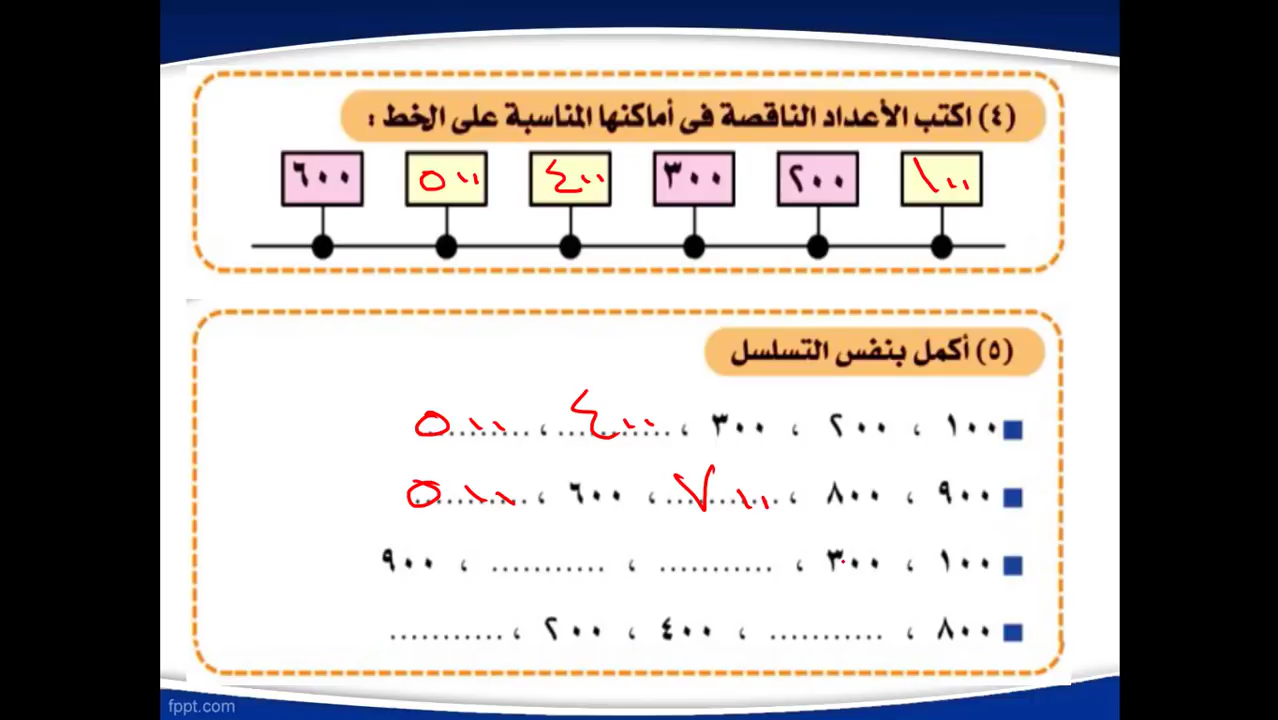 (٤) اكتب الأعداد الناقصة فى أماكنها المناسبة على الخط :
١٠٠ ٢٠٠ ٣٠٠ ٤٠٠ ٥٠٠ ٦٠٠
(٥) أكمل بنفس التسلسل
١٠٠ ، ٢٠٠ ، ٣٠٠ ، ٤٠٠ ، ٥٠٠
٩٠٠ ، ٨٠٠ ، ٧٠٠ ، ٦٠٠ ، ٥٠٠
١٠٠ ، ٣٠٠ ، ........... ، ........... ، ٩٠٠
٨٠٠ ، ........... ، ٤٠٠ ، ٢٠٠ ، ...........
fppt.com